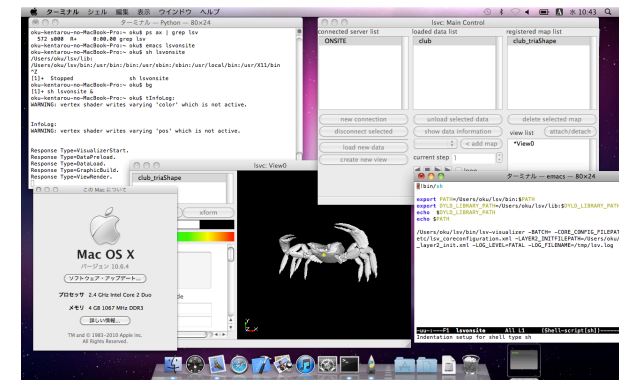 ターミナル シェル 編集 表示 ウインドウ ヘルプ
水 10:43
ターミナル — Python — 80×24
oku-kentarou-no-MacBook-Pro:~ oku$ ps ax | grep lsv
572 s000 R+ 0:00.00 grep lsv
oku-kentarou-no-MacBook-Pro:~ oku$ emacs lsvonsite
oku-kentarou-no-MacBook-Pro:~ oku$ sh lsvonsite
/Users/oku/lsv/lib:
/Users/oku/lsv/bin:/usr/bin:/bin:/usr/sbin:/sbin:/usr/local/bin:/usr/X11/bin
^Z
[1]+ Stopped sh lsvonsite
oku-kentarou-no-MacBook-Pro:~ oku$ bg
[1]+ sh lsvonsite &
oku-kentarou-no-MacBook-Pro:~ oku$ tInfoLog:
WARNING: vertex shader writes varying 'color' which is not active.
InfoLog:
WARNING: vertex shader writes varying 'pos' which is not active.
Response Type=VisualizerStart.
Response Type=DataPreload.
Response Type=DataLoad.
Response Type=GraphicBuild.
Response Type=ViewRender.
lsvc: Main Control
connected server list
loaded data list
registered map list
ONSITE
club
club_triaShape
new connection
unload selected data
delete selected map
disconnect selected
show data information
view list
attach/detach
load new data
< add map
*View0
create new view
current step
1
loop
lsvc: View0
club_triaShape
xform
de
y
z
x
この Mac について
Mac OS X
バージョン 10.6.4
ソフトウェア・アップデート...
プロセッサ 2.4 GHz Intel Core 2 Duo
メモリ 4 GB 1067 MHz DDR3
詳しい情報...
TM and © 1983-2010 Apple Inc.
All Rights Reserved.
ターミナル — emacs — 80×24
#!bin/sh
export PATH=/Users/oku/lsv/bin:$PATH
export DYLD_LIBRARY_PATH=/Users/oku/lsv/lib:$DYLD_LIBRARY_PATH
echo $DYLD_LIBRARY_PATH
echo $PATH
/Users/oku/lsv/bin/lsv-visualizer -BATCH= -CORE_CONFIG_FILEPAT
etc/lsv_coreconfiguration.xml -LAYER2_INITFILEPATH=/Users/oku/
_layer2_init.xml -LOG_LEVEL=FATAL -LOG_FILENAME=/tmp/lsv.log
-uu-:---F1 lsvonsite All L1 (Shell-script[sh])
Indentation setup for shell type sh